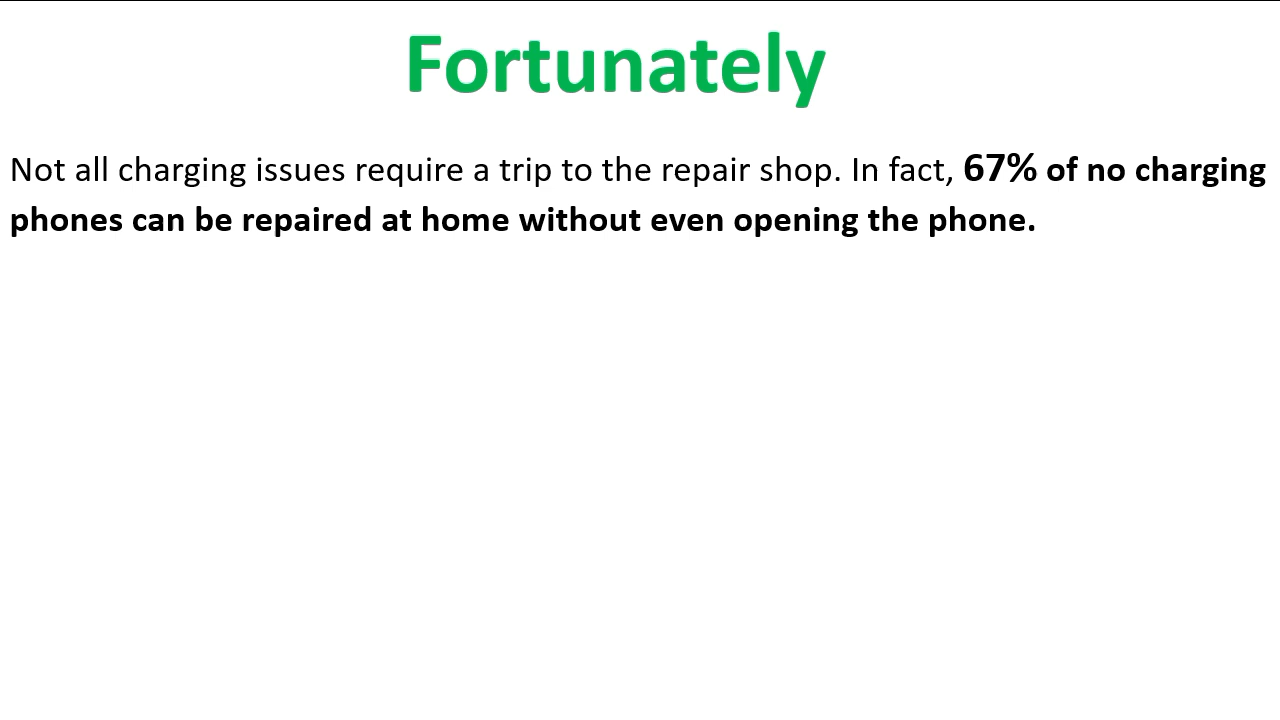 Fortunately
Not all charging issues require a trip to the repair shop. In fact, 67% of no charging
phones can be repaired at home without even opening the phone.